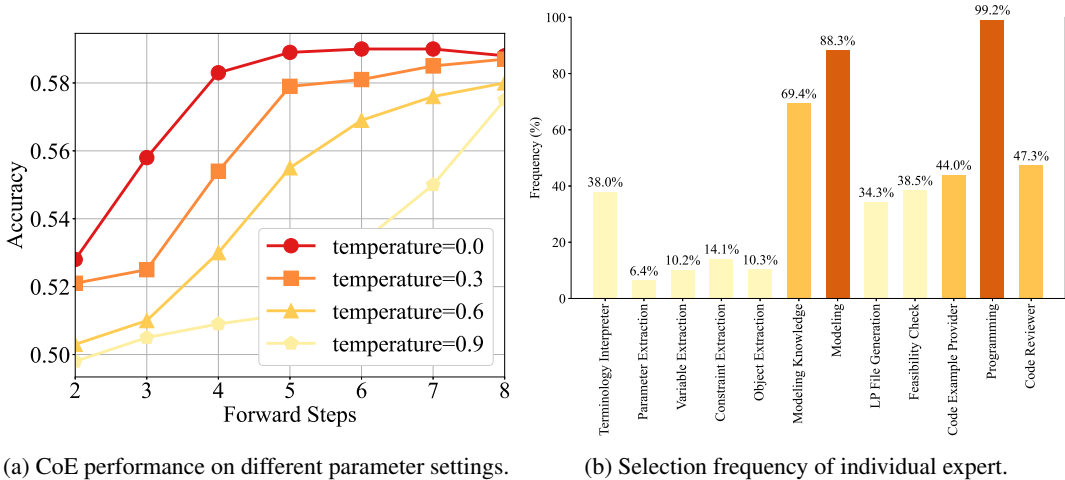 0.58
0.56
0.54
0.52
0.50
Accuracy
2 3 4 5 6 7 8
Forward Steps
temperature=0.0
temperature=0.3
temperature=0.6
temperature=0.9
(a) CoE performance on different parameter settings.
100
80
60
40
20
0
Frequency (%)
38.0%
6.4%
10.2%
14.1%
10.3%
69.4%
88.3%
34.3%
38.5%
44.0%
99.2%
47.3%
Terminology Interpreter
Parameter Extraction
Variable Extraction
Constraint Extraction
Object Extraction
Modeling Knowledge
Modeling
LP File Generation
Feasibility Check
Code Example Provider
Programming
Code Reviewer
(b) Selection frequency of individual expert.